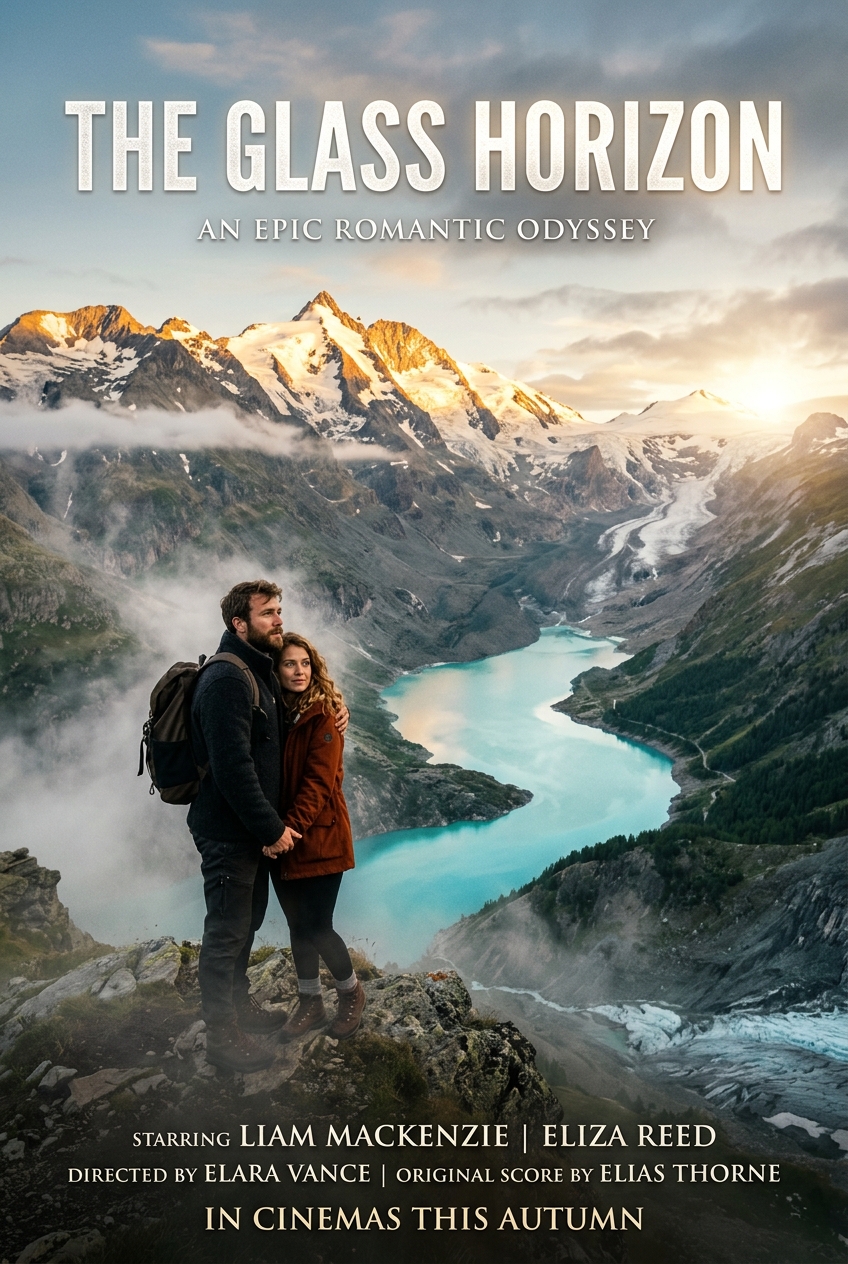 THE GLASS HORIZON
AN EPIC ROMANTIC ODYSSEY
STARRING LIAM MACKENZIE | ELIZA REED
DIRECTED BY ELARA VANCE | ORIGINAL SCORE BY ELIAS THORNE
IN CINEMAS THIS AUTUMN